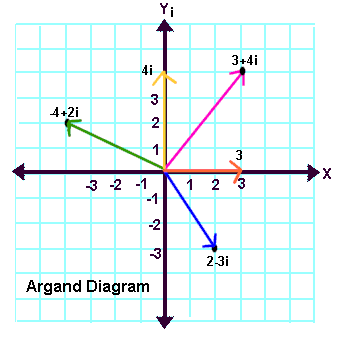 Yi
4i
3+4i
3
-4+2i
2
1
3
X
-3 -2 -1
1 2 3
-1
-2
-3
2-3i
Argand Diagram